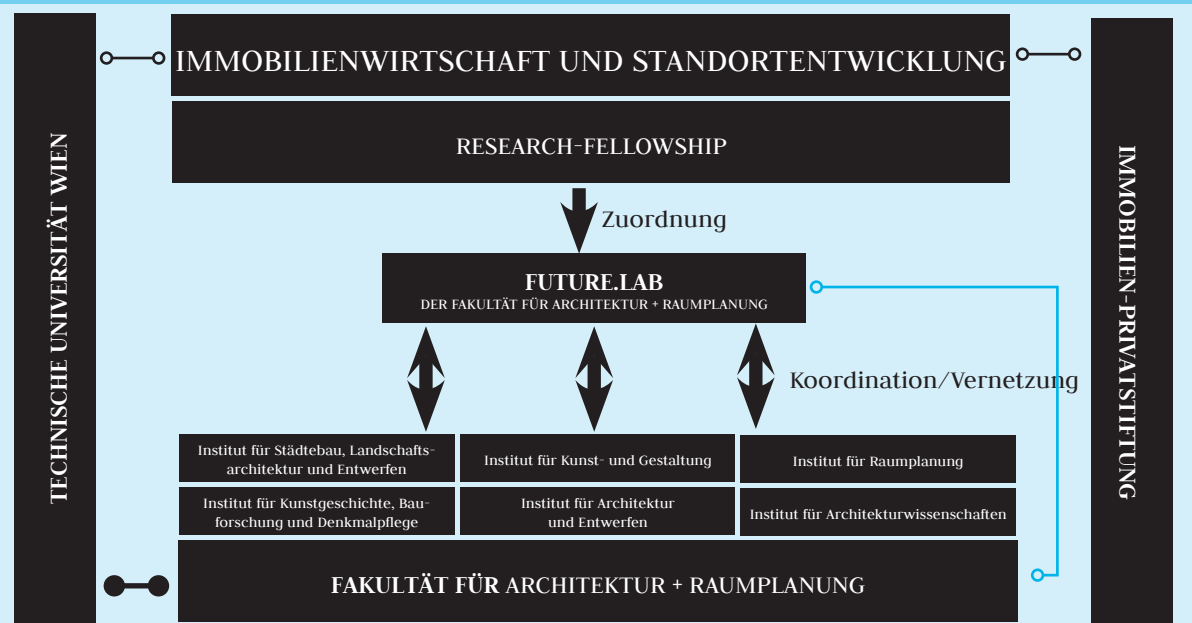 TECHNISCHE UNIVERSITÄT WIEN
IMMOBILIENWIRTSCHAFT UND STANDORTENTWICKLUNG
RESEARCH-FELLOWSHIP
Zuordnung
FUTURE.LAB
DER FAKULTÄT FÜR ARCHITEKTUR + RAUMPLANUNG
Koordination/Vernetzung
Institut für Städtebau, Landschafts-
architektur und Entwerfen
Institut für Kunst- und Gestaltung
Institut für Raumplanung
Institut für Kunstgeschichte, Bau-
forschung und Denkmalpflege
Institut für Architektur
und Entwerfen
Institut für Architekturwissenschaften
FAKULTÄT FÜR ARCHITEKTUR + RAUMPLANUNG
IMMOBILIEN-PRIVATSTIFTUNG